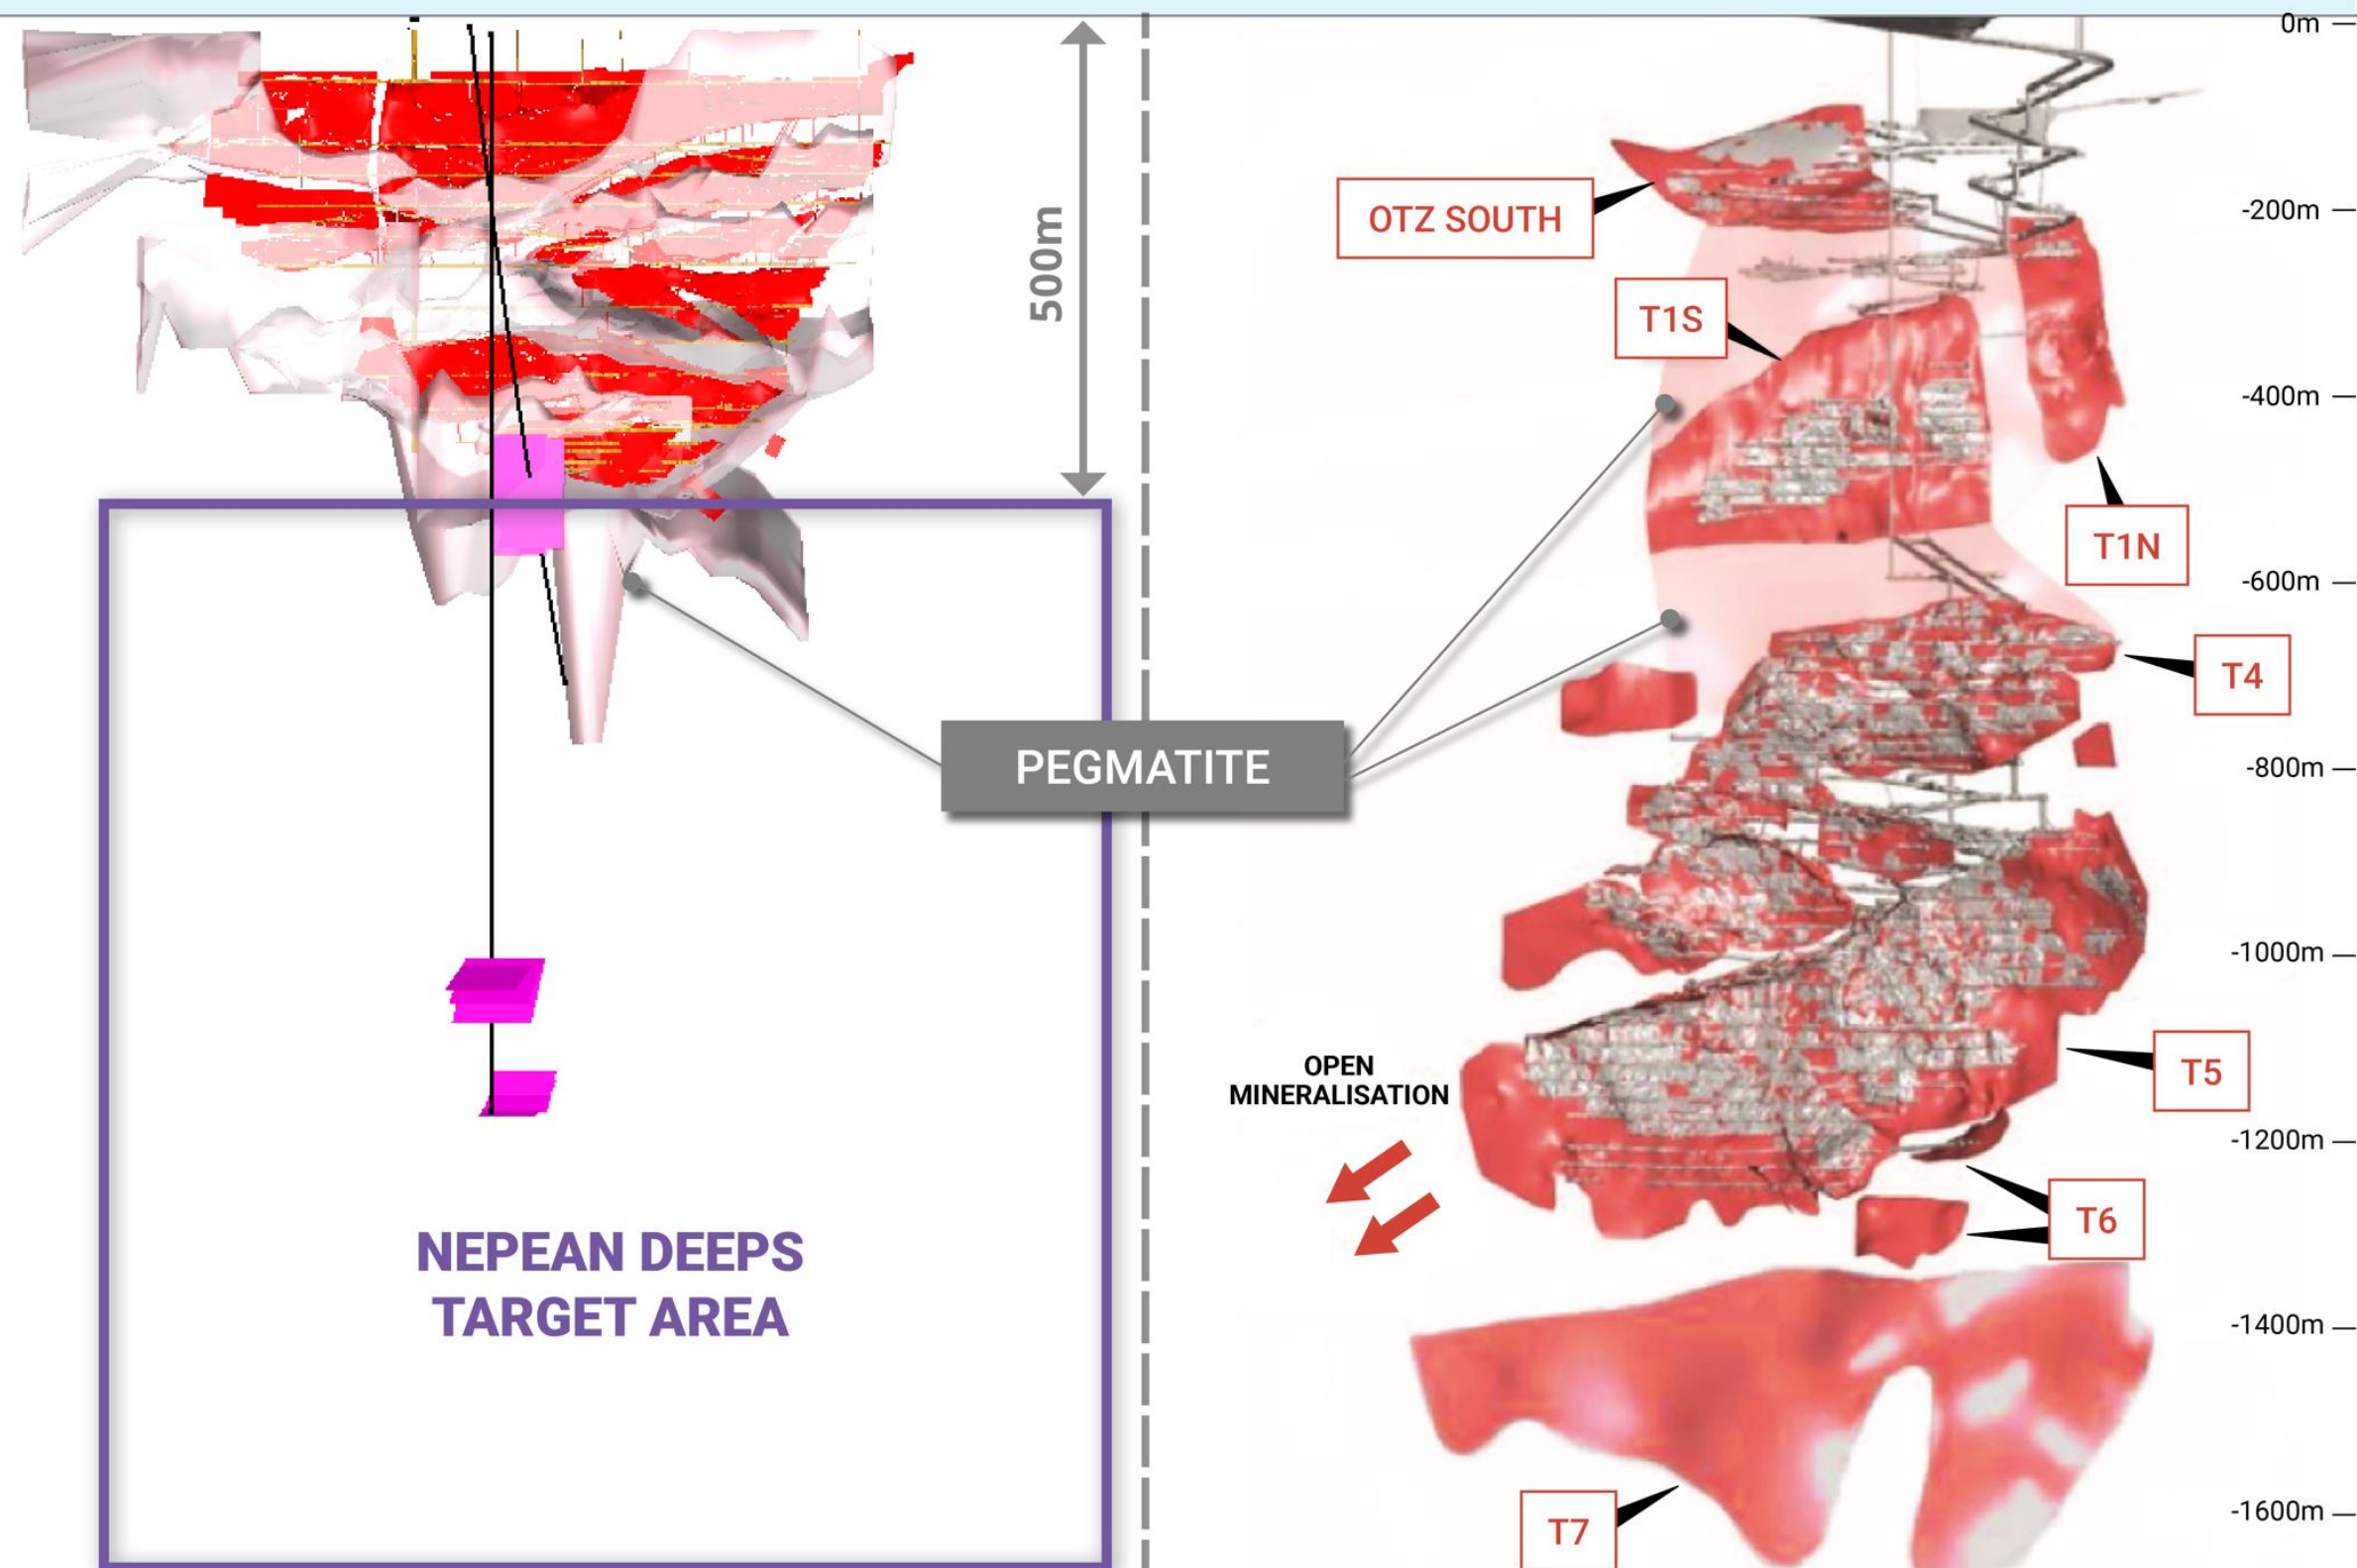 500m
PEGMATITE
NEPEAN DEEPS
TARGET AREA
OTZ SOUTH
T1S
T1N
T4
T5
T6
T7
OPEN
MINERALISATION
0m
-200m
-400m
-600m
-800m
-1000m
-1200m
-1400m
-1600m